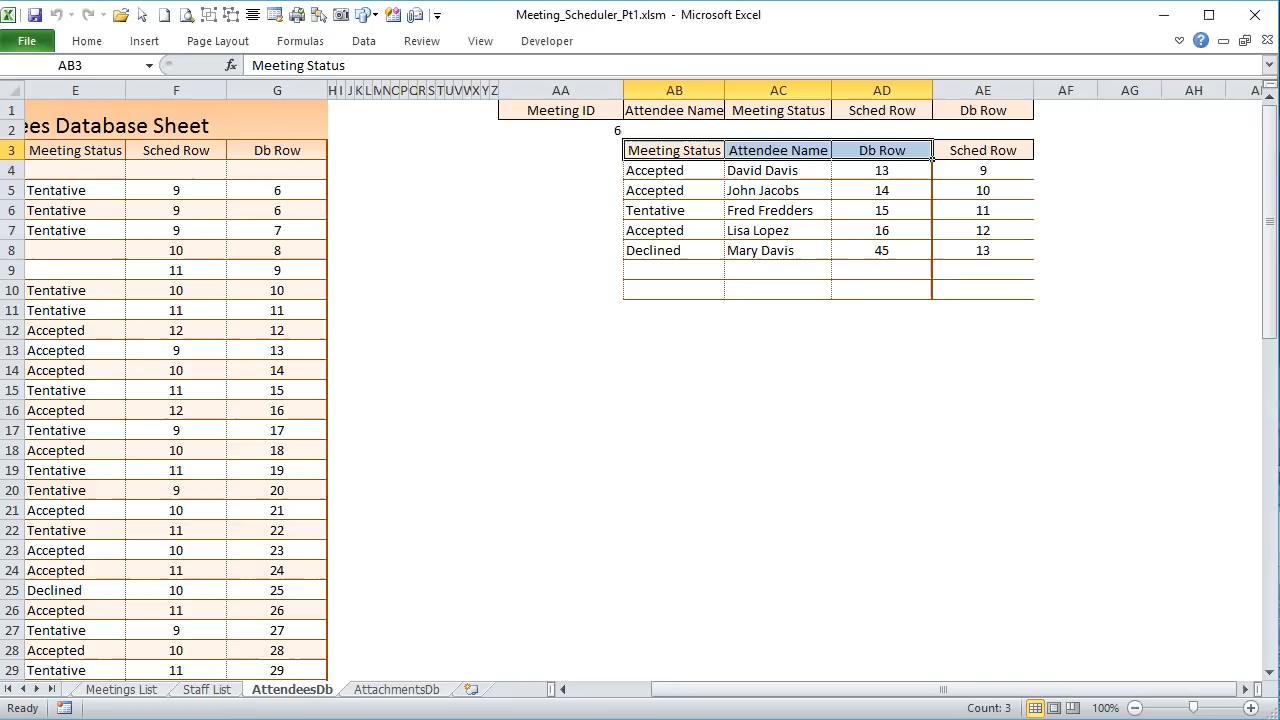 Meeting_Scheduler_Pt1.xlsm - Microsoft Excel
File Home Insert Page Layout Formulas Data Review View Developer
AB3 fx Meeting Status
E F G H I J K L M N O P Q R S T U V W X Y Z AA AB AC AD AE AF AG AH
1 Meeting ID Attendee Name Meeting Status Sched Row Db Row
ees Database Sheet
2 6
3 Meeting Status Sched Row Db Row Meeting Status Attendee Name Db Row Sched Row
4 Accepted David Davis 13 9
5 Tentative 9 6 Accepted John Jacobs 14 10
6 Tentative 9 6 Tentative Fred Fredders 15 11
7 Tentative 9 7 Accepted Lisa Lopez 16 12
8 10 8 Declined Mary Davis 45 13
9 11 9
10 Tentative 10 10
11 Tentative 11 11
12 Accepted 12 12
13 Accepted 9 13
14 Accepted 10 14
15 Tentative 11 15
16 Accepted 12 16
17 Tentative 9 17
18 Accepted 10 18
19 Tentative 11 19
20 Tentative 9 20
21 Accepted 10 21
22 Tentative 11 22
23 Accepted 10 23
24 Accepted 11 24
25 Declined 10 25
26 Accepted 11 26
27 Tentative 9 27
28 Accepted 10 28
29 Tentative 11 29
Meetings List Staff List AttendeesDb AttachmentsDb
Ready Count: 3 100%